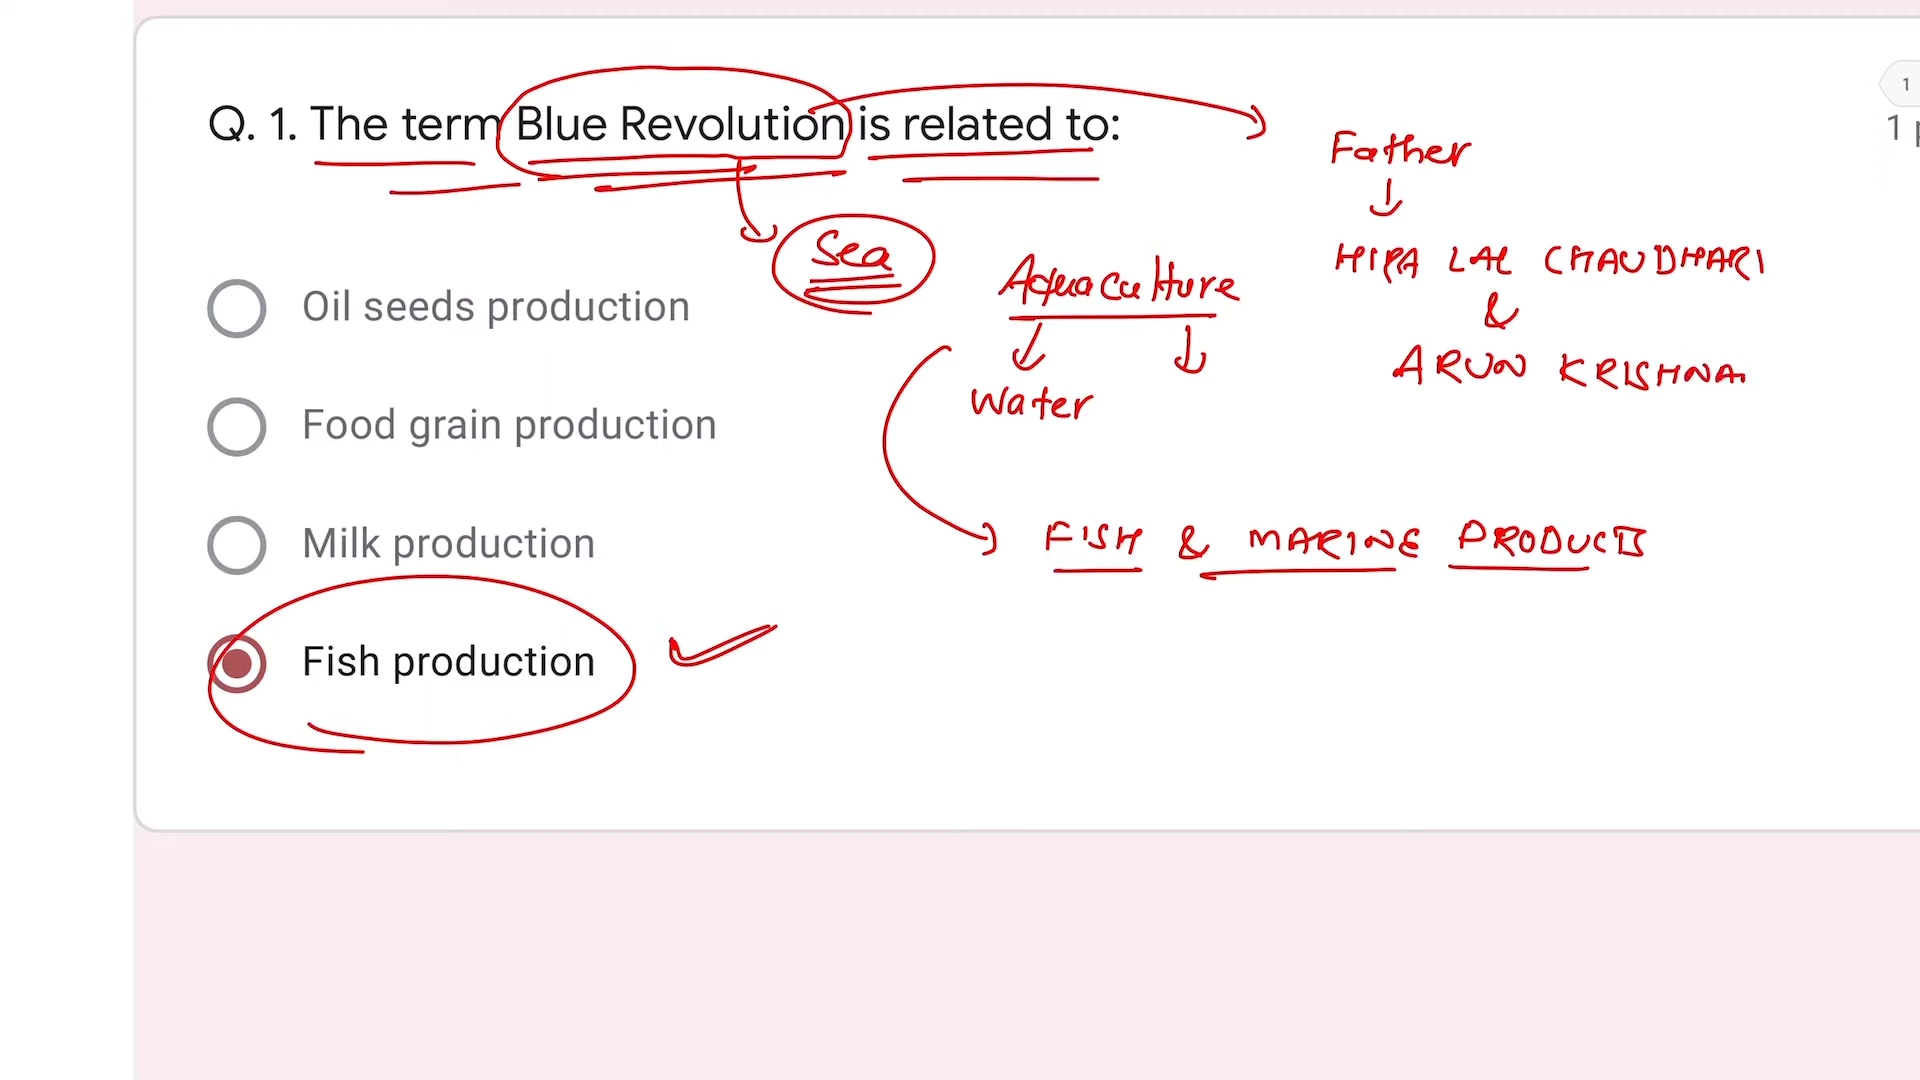 Q. 1. The term Blue Revolution is related to:
1
1
Father
HIRA LAL CHAUDHARI
&
ARUN KRISHNA
Sea
Aquaculture
Water
Oil seeds production
Food grain production
Milk production
FISH & MARINE PRODUCTS
Fish production